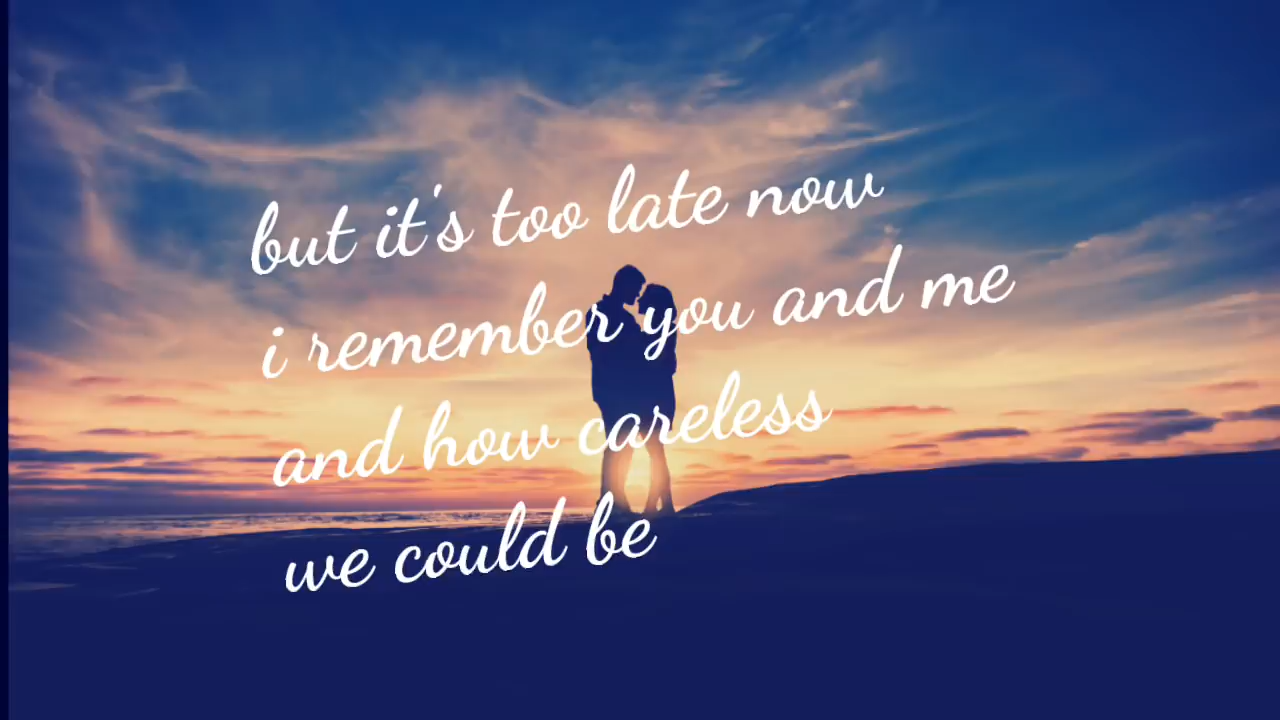 but it's too late now
i remember you and me
and how careless
we could be